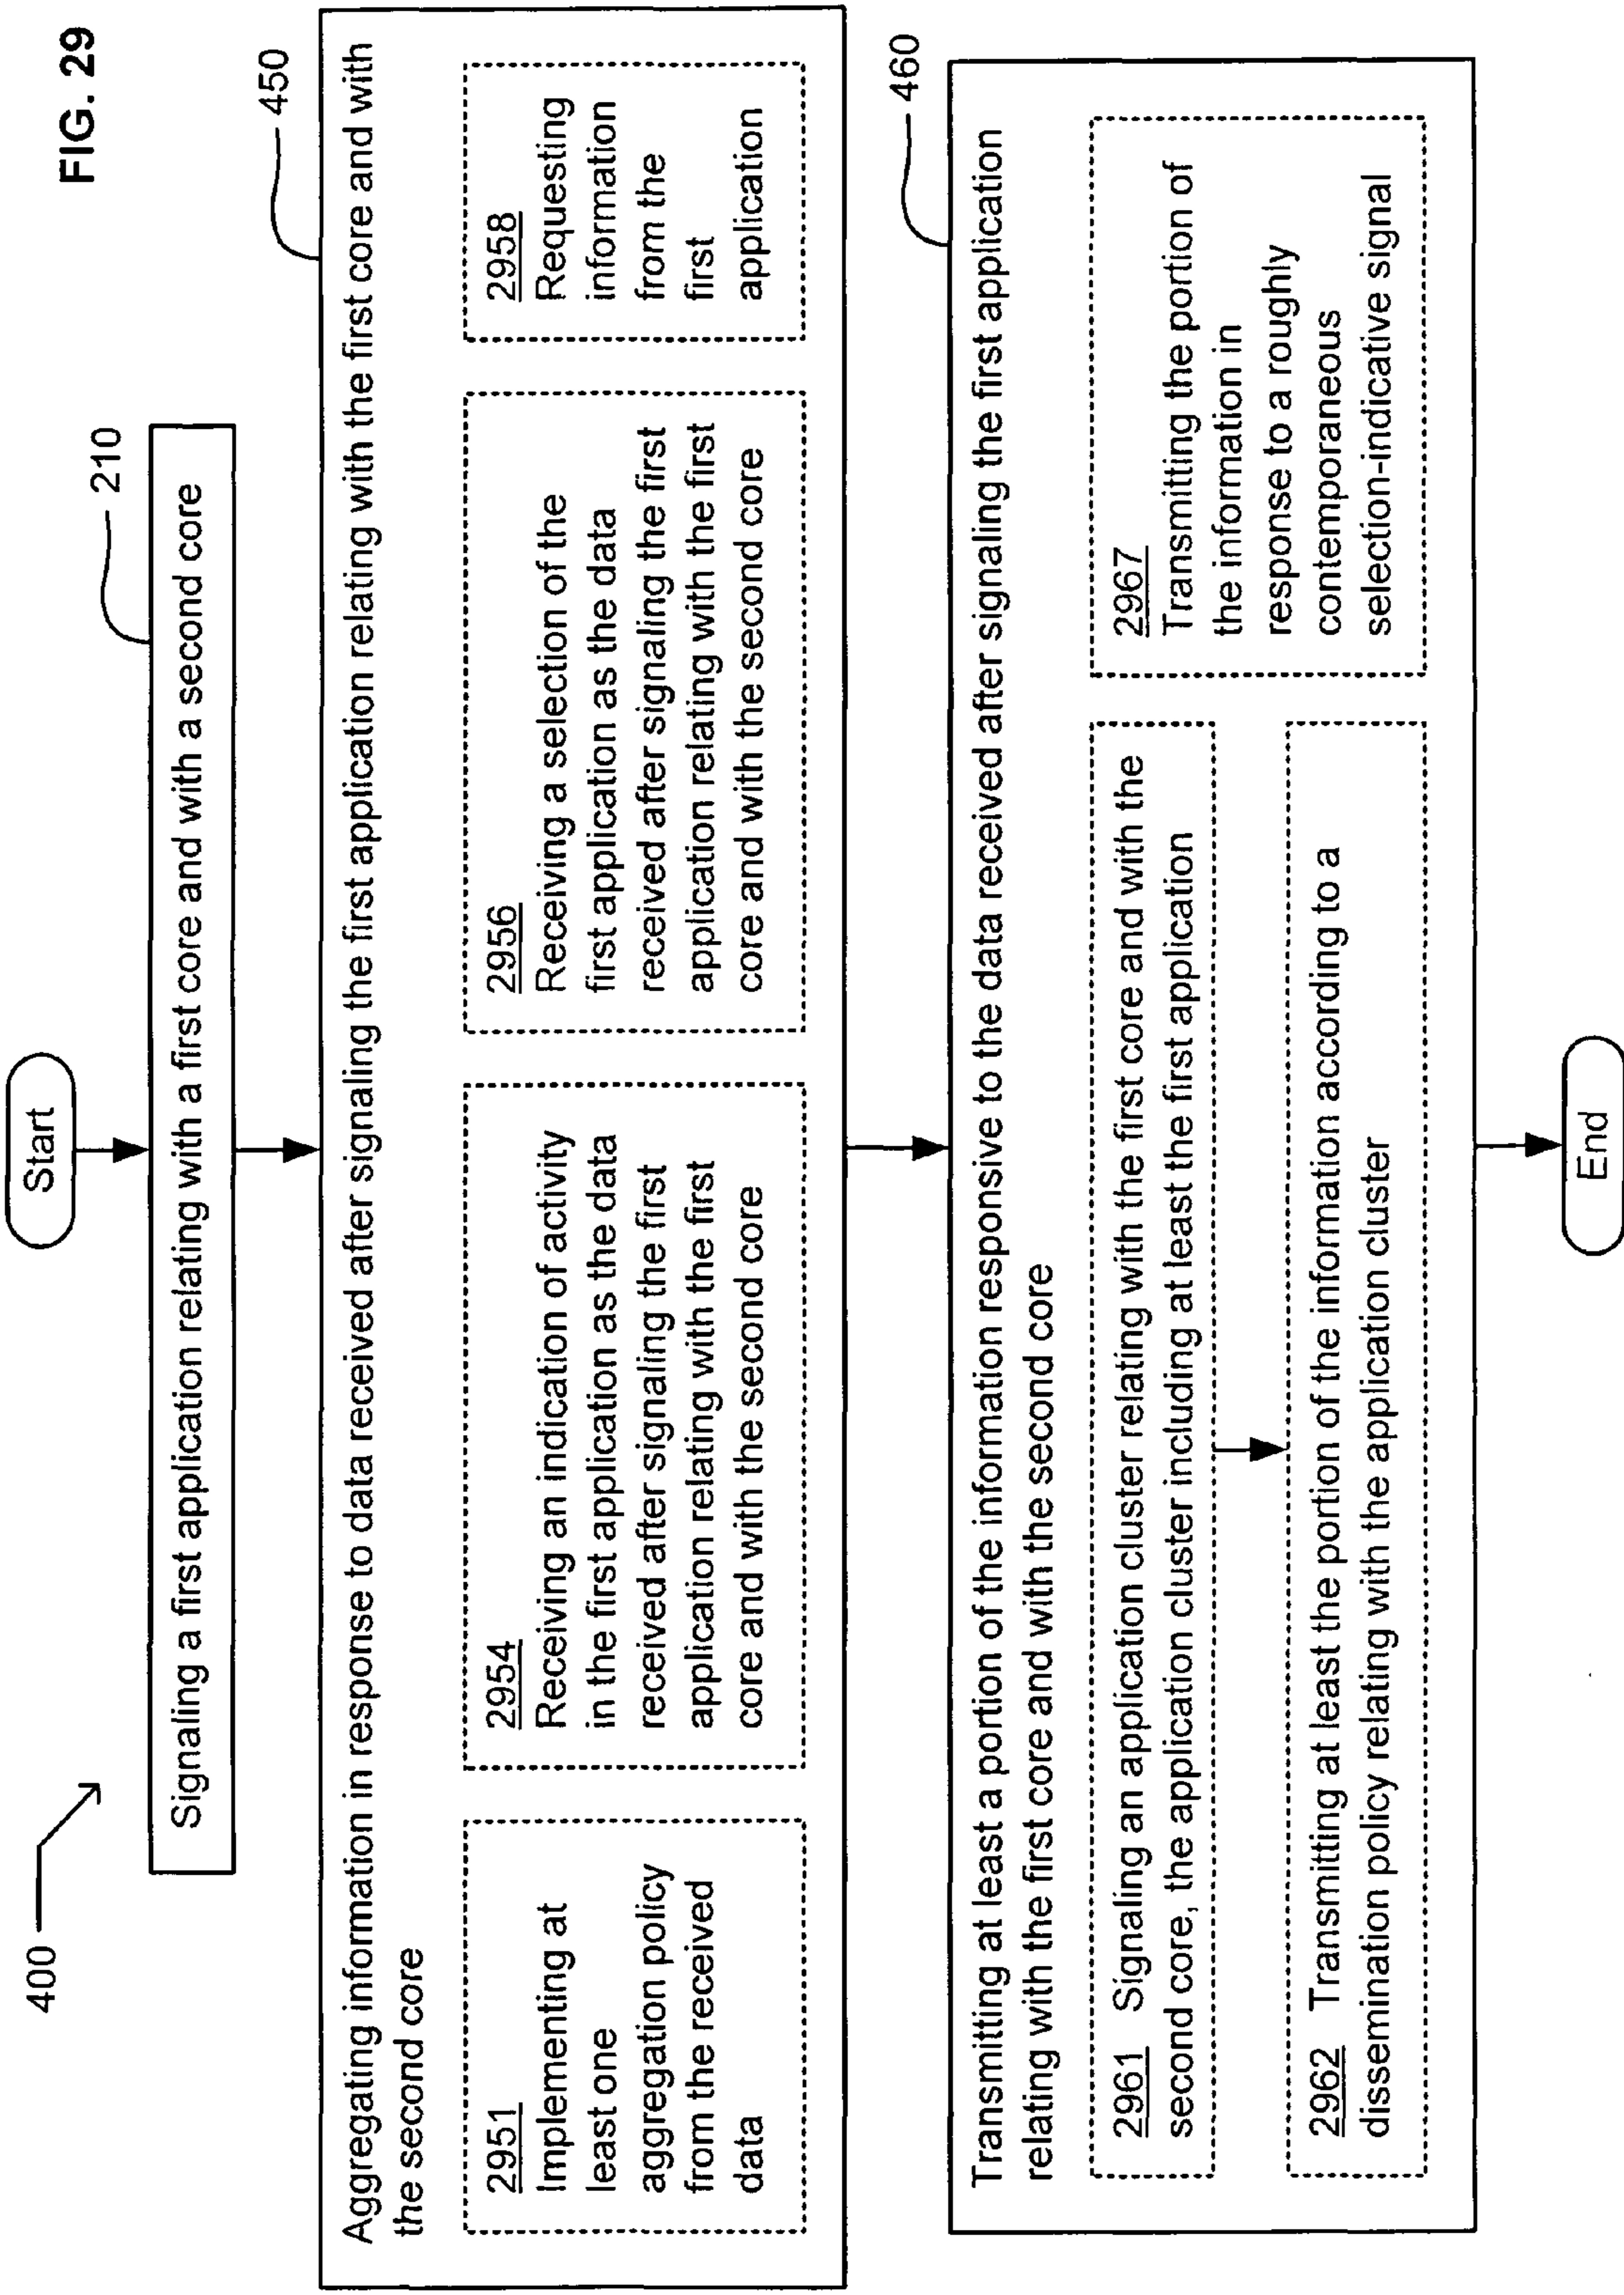 FIG. 29
400
Start
210
Signaling a first application relating with a first core and with a second core
450
Aggregating information in response to data received after signaling the first application relating with the first core and with
the second core
2951
Implementing at
least one
aggregation policy
from the received
data
2954
Receiving an indication of activity
in the first application as the data
received after signaling the first
application relating with the first
core and with the second core
2956
Receiving a selection of the
first application as the data
received after signaling the first
application relating with the first
core and with the second core
2958
Requesting
information
from the
first
application
460
Transmitting at least a portion of the information responsive to the data received after signaling the first application
relating with the first core and with the second core
2961 Signaling an application cluster relating with the first core and with the
second core, the application cluster including at least the first application
2962 Transmitting at least the portion of the information according to a
dissemination policy relating with the application cluster
2967
Transmitting the portion of
the information in
response to a roughly
contemporaneous
selection-indicative signal
End